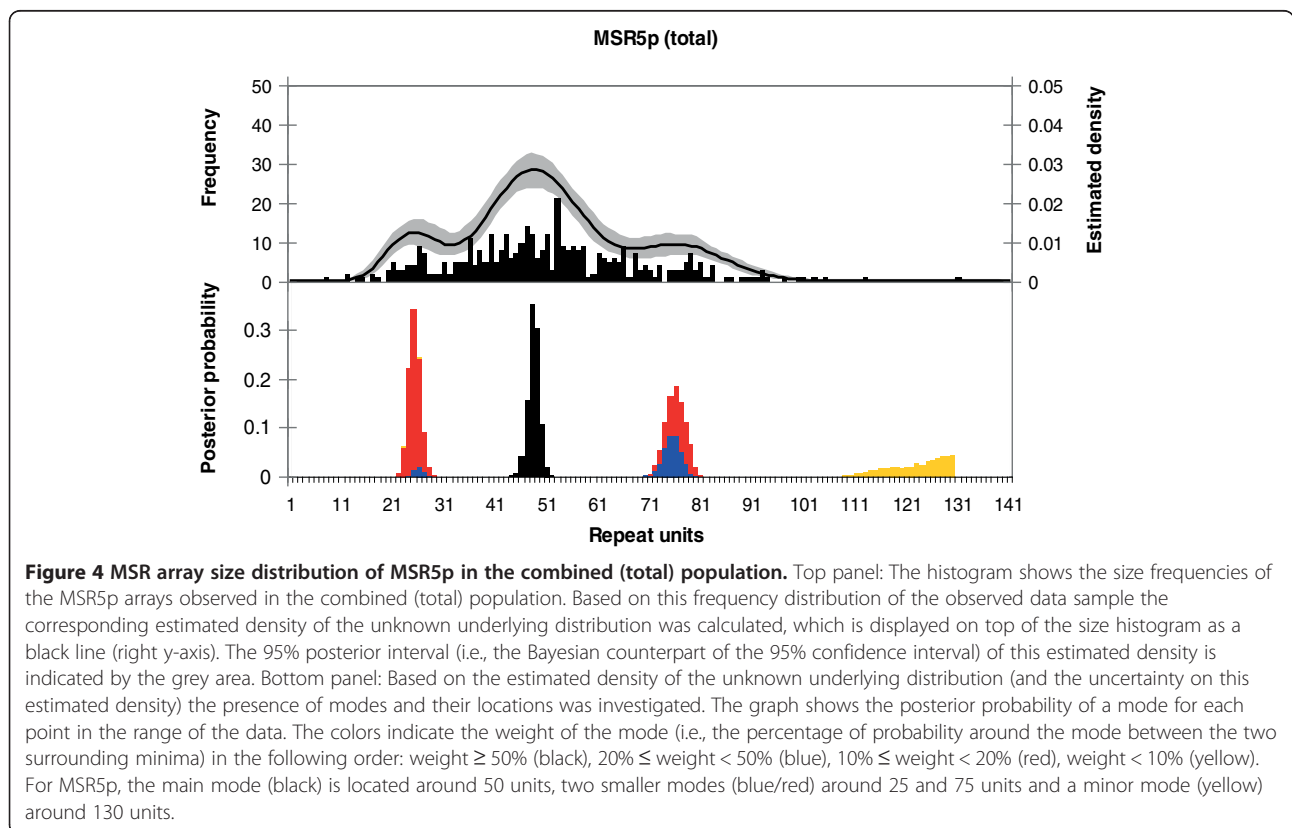 MSR5p (total)
50
40
30
20
10
0
Frequency
0.05
0.04
0.03
0.02
0.01
0
Estimated density
0.3
0.2
0.1
0
Posterior probability
1 11 21 31 41 51 61 71 81 91 101 111 121 131 141
Repeat units
Figure 4 MSR array size distribution of MSR5p in the combined (total) population. Top panel: The histogram shows the size frequencies of
the MSR5p arrays observed in the combined (total) population. Based on this frequency distribution of the observed data sample the
corresponding estimated density of the unknown underlying distribution was calculated, which is displayed on top of the size histogram as a
black line (right y-axis). The 95% posterior interval (i.e., the Bayesian counterpart of the 95% confidence interval) of this estimated density is
indicated by the grey area. Bottom panel: Based on the estimated density of the unknown underlying distribution (and the uncertainty on this
estimated density) the presence of modes and their locations was investigated. The graph shows the posterior probability of a mode for each
point in the range of the data. The colors indicate the weight of the mode (i.e., the percentage of probability around the mode between the two
surrounding minima) in the following order: weight ≥ 50% (black), 20% ≤ weight < 50% (blue), 10% ≤ weight < 20% (red), weight < 10% (yellow).
For MSR5p, the main mode (black) is located around 50 units, two smaller modes (blue/red) around 25 and 75 units and a minor mode (yellow)
around 130 units.